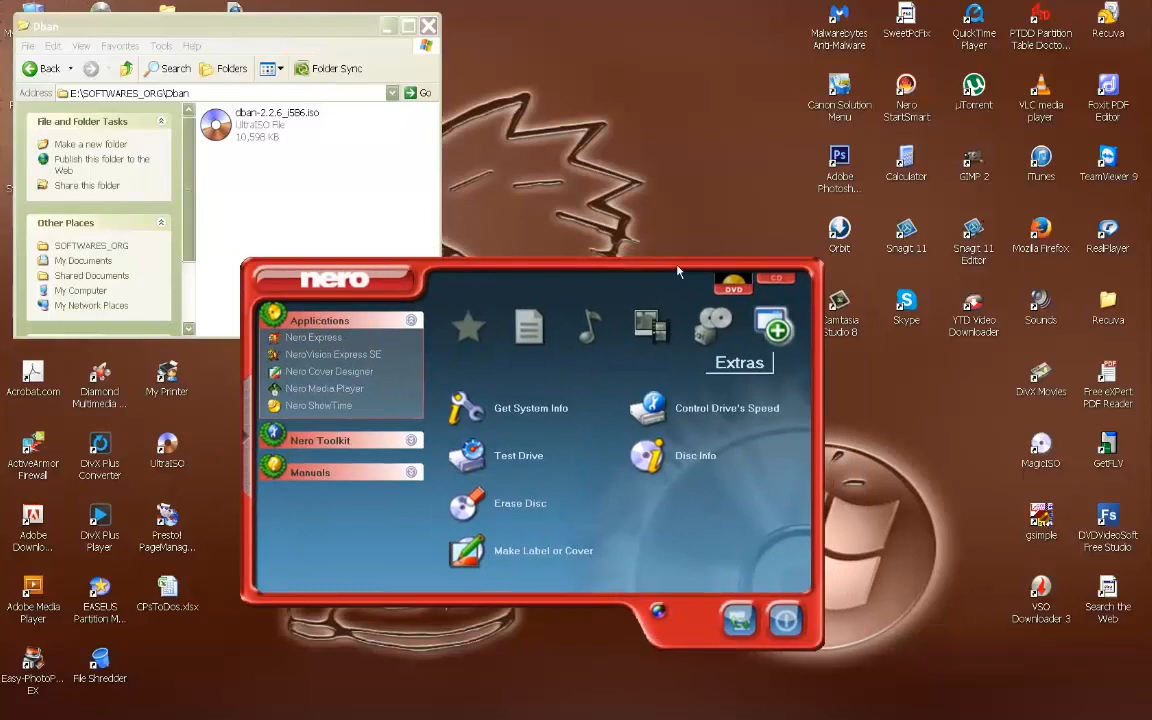 Dban
File Edit View Favorites Tools Help
Back Search Folders Folder Sync
Address E:\SOFTWARES_ORG\Dban Go
File and Folder Tasks
Make a new folder
Publish this folder to the
Web
Share this folder
Other Places
SOFTWARES_ORG
My Documents
Shared Documents
My Computer
My Network Places
dban-2.2.6_i586.iso
UltraISO File
10,598 KB
Malwarebytes
Anti-Malware
SweetPcFix
QuickTime
Player
PTDD Partition
Table Docto...
Recuva
Canon Solution
Menu
Nero
StartSmart
µTorrent
VLC media
player
Foxit PDF
Editor
Adobe
Photosh...
Calculator
GIMP 2
iTunes
TeamViewer 9
Orbit
Snagit 11
Snagit 11
Editor
Mozilla Firefox
RealPlayer
Camtasia
Studio 8
Skype
YTD Video
Downloader
Sounds
Recuva
nero
DVD
CD
Applications
Nero Express
NeroVision Express SE
Nero Cover Designer
Nero Media Player
Nero ShowTime
Nero Toolkit
Manuals
Extras
Get System Info
Control Drive's Speed
Test Drive
Disc Info
Erase Disc
Make Label or Cover
Acrobat.com
Diamond
Multimedia ...
My Printer
DivX Movies
Free eXPert
PDF Reader
ActiveArmor
Firewall
DivX Plus
Converter
UltraISO
MagicISO
GetFLV
Adobe
Downlo...
DivX Plus
Player
Presto!
PageManag...
gsimple
DVDVideoSoft
Free Studio
Adobe Media
Player
EASEUS
Partition M...
CPsToDos.xlsx
VSO
Downloader 3
Search the
Web
Easy-PhotoP...
EX
File Shredder